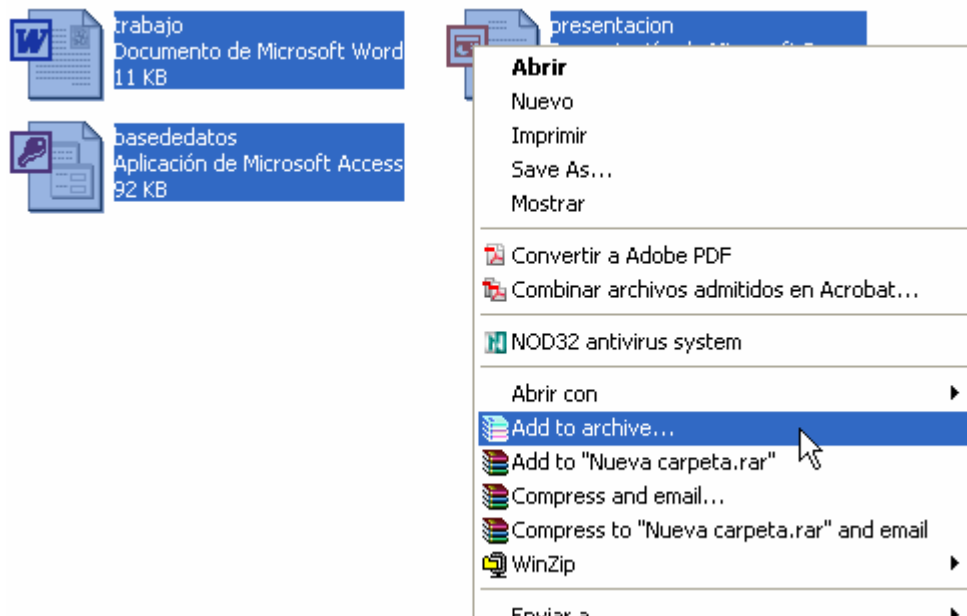 trabajo
Documento de Microsoft Word
11 KB
presentacion
basededatos
Aplicación de Microsoft Access
92 KB
Abrir
Nuevo
Imprimir
Save As...
Mostrar
Convertir a Adobe PDF
Combinar archivos admitidos en Acrobat...
NOD32 antivirus system
Abrir con
Add to archive...
Add to "Nueva carpeta.rar"
Compress and email...
Compress to "Nueva carpeta.rar" and email
WinZip
Enviar a